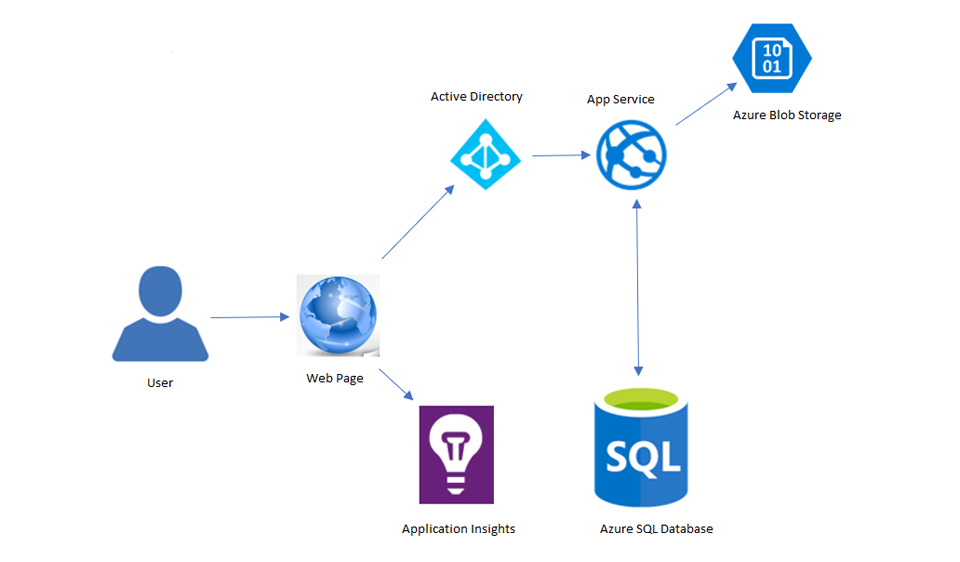 Active Directory
App Service
10
01
Azure Blob Storage
User
Web Page
SQL
Application Insights
Azure SQL Database